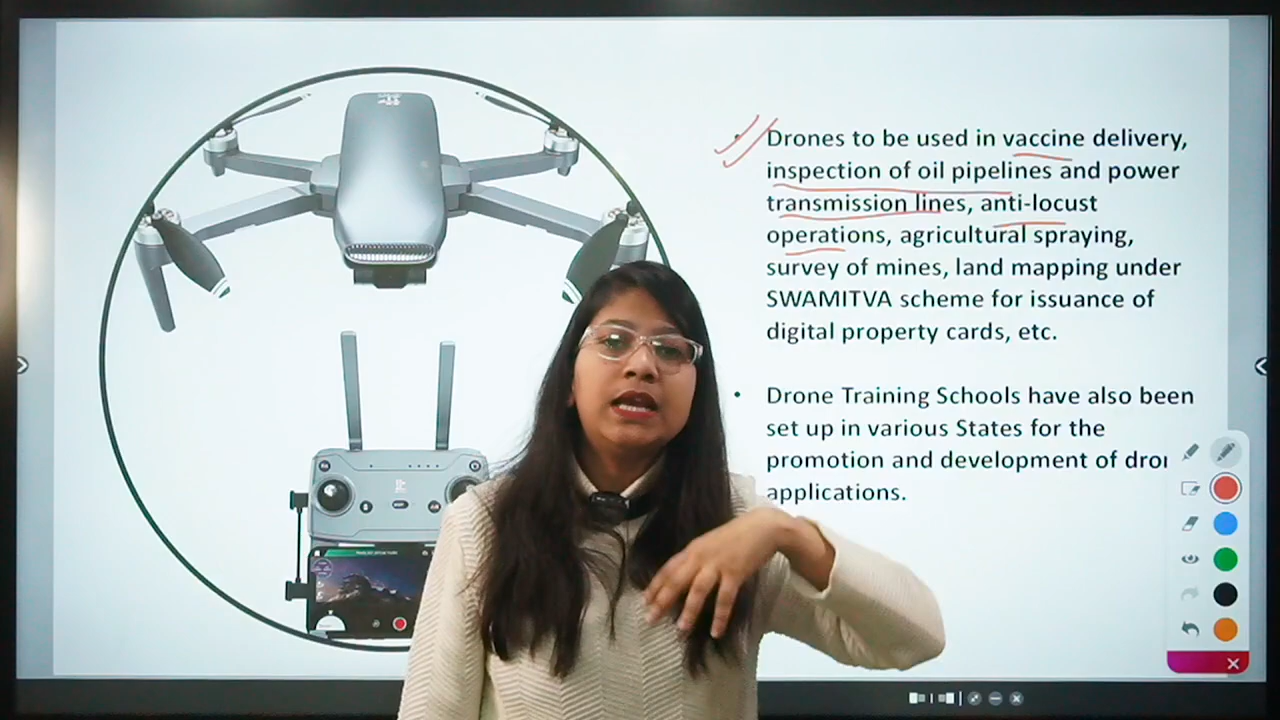 Drones to be used in vaccine delivery,
inspection of oil pipelines and power
transmission lines, anti-locust
operations, agricultural spraying,
survey of mines, land mapping under
SWAMITVA scheme for issuance of
digital property cards, etc.
Drone Training Schools have also been
set up in various States for the
promotion and development of
applications.